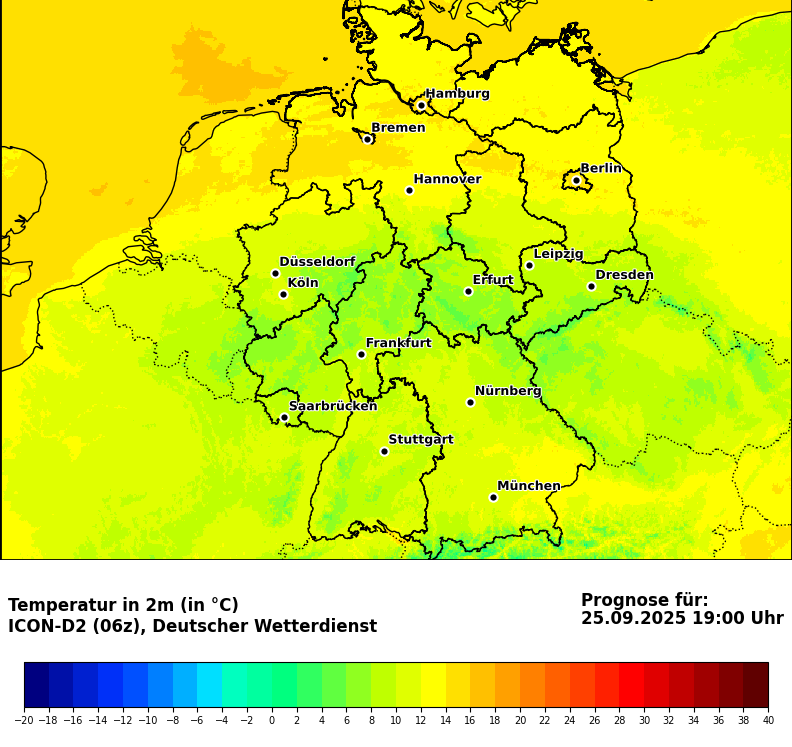 Hamburg
Bremen
Berlin
Hannover
Leipzig
Düsseldorf
Dresden
Köln
Erfurt
Frankfurt
Nürnberg
Saarbrücken
Stuttgart
München
Temperatur in 2m (in °C)
ICON-D2 (06z), Deutscher Wetterdienst
Prognose für:
25.09.2025 19:00 Uhr
−20 −18 −16 −14 −12 −10 −8 −6 −4 −2 0 2 4 6 8 10 12 14 16 18 20 22 24 26 28 30 32 34 36 38 40